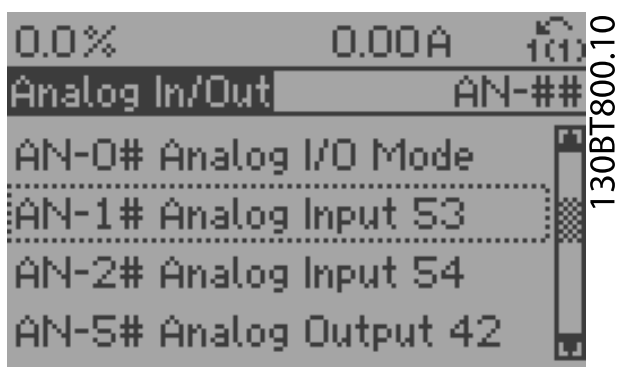 0.0% 0.00A 1(1)
Analog In/Out AN-##
AN-0# Analog I/O Mode
AN-1# Analog Input 53
AN-2# Analog Input 54
AN-5# Analog Output 42
130BT800.10